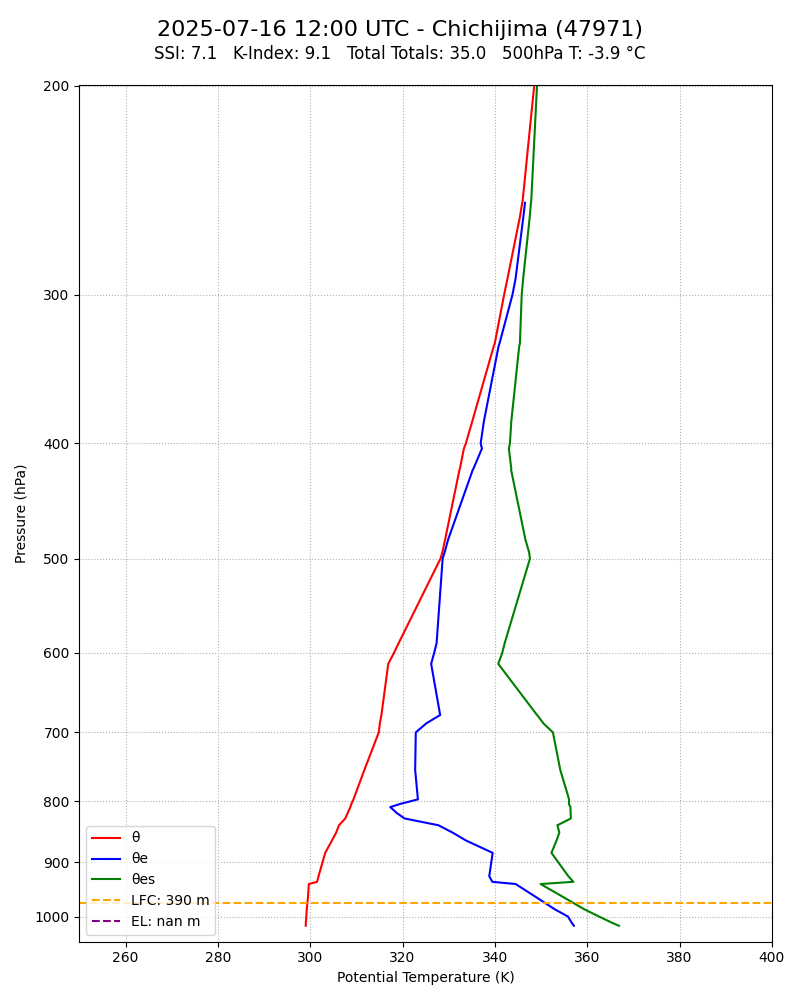 2025-07-16 12:00 UTC - Chichijima (47971)
SSI: 7.1   K-Index: 9.1   Total Totals: 35.0   500hPa T: -3.9 °C
200
300
400
500
600
700
800
900
1000
Pressure (hPa)
θ
θe
θes
LFC: 390 m
EL: nan m
260
280
300
320
340
360
380
400
Potential Temperature (K)